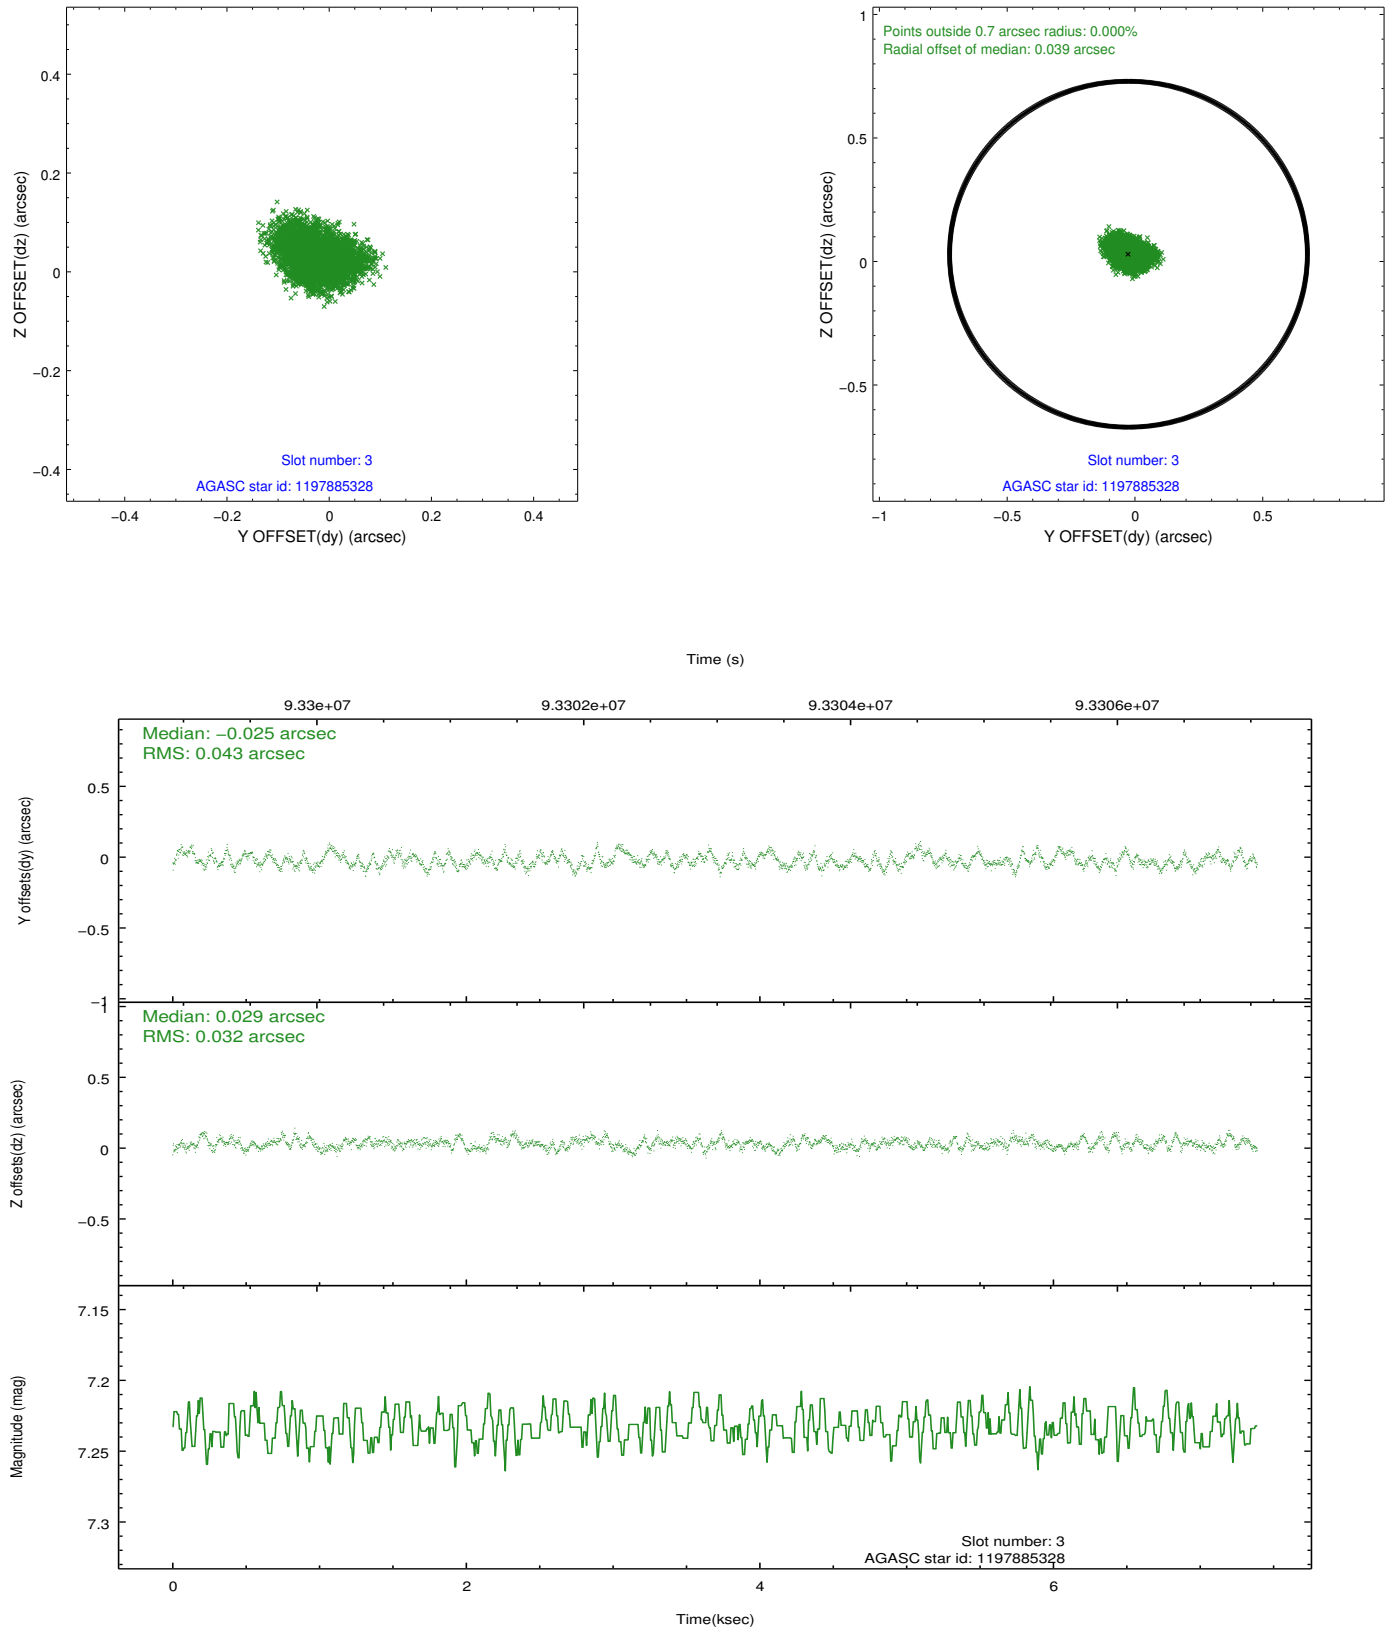 0.4
0.2
0
−0.2
−0.4
Z OFFSET(dz) (arcsec)
Slot number: 3
AGASC star id: 1197885328
−0.4 −0.2 0 0.2 0.4
Y OFFSET(dy) (arcsec)
Points outside 0.7 arcsec radius: 0.000%
Radial offset of median: 0.039 arcsec
1
0.5
0
−0.5
Z OFFSET(dz) (arcsec)
Slot number: 3
AGASC star id: 1197885328
−1 −0.5 0 0.5
Y OFFSET(dy) (arcsec)
Time (s)
9.33e+07 9.3302e+07 9.3304e+07 9.3306e+07
Median: −0.025 arcsec
RMS: 0.043 arcsec
0.5
0
−0.5
−1
Y offsets(dy) (arcsec)
Median: 0.029 arcsec
RMS: 0.032 arcsec
1
0.5
0
−0.5
Z offsets(dz) (arcsec)
7.15
7.2
7.25
7.3
Magnitude (mag)
Slot number: 3
AGASC star id: 1197885328
0 2 4 6
Time(ksec)